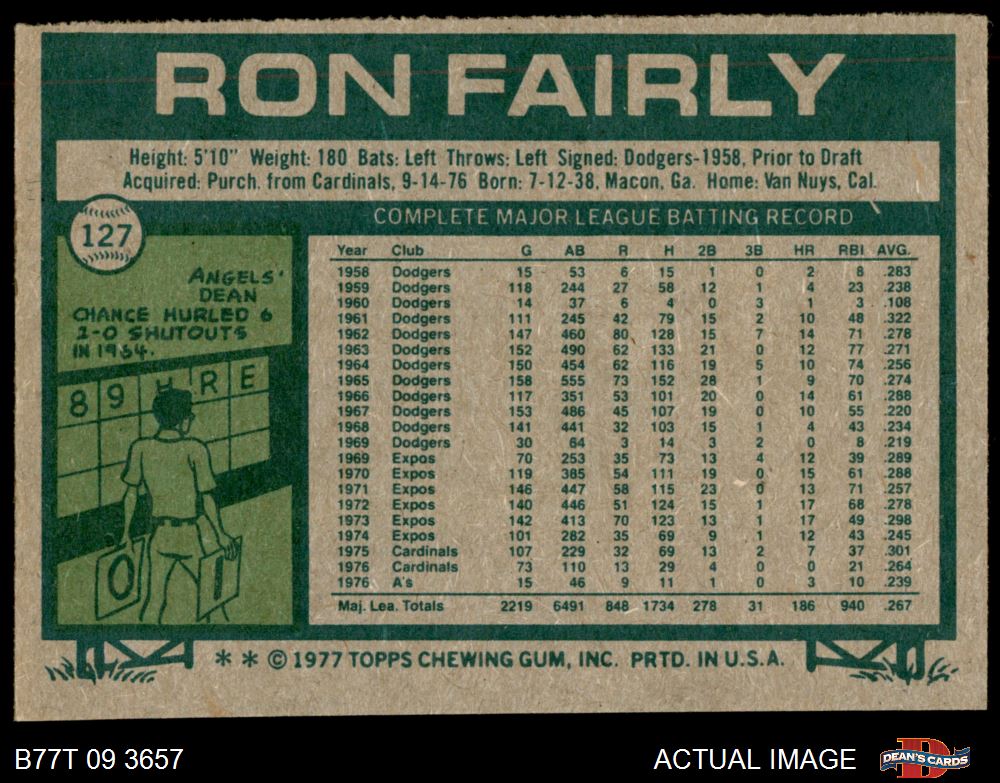 RON FAIRLY
Height: 5'10" Weight: 180 Bats: Left Throws: Left Signed: Dodgers-1958, Prior to Draft
Acquired: Purch. from Cardinals, 9-14-76 Born: 7-12-38, Macon, Ga. Home: Van Nuys, Cal.
127
COMPLETE MAJOR LEAGUE BATTING RECORD
ANGELS'
DEAN
CHANCE HURLED 6
1-0 SHUTOUTS
IN 1964.
8 9 H R E
0 1
Year Club G AB R H 2B 3B HR RBI AVG.
1958 Dodgers 15 53 6 15 1 0 2 8 .283
1959 Dodgers 118 244 27 58 12 1 4 23 .238
1960 Dodgers 14 37 6 4 0 3 1 3 .108
1961 Dodgers 111 245 42 79 15 2 10 48 .322
1962 Dodgers 147 460 80 128 15 7 14 71 .278
1963 Dodgers 152 490 62 133 21 0 12 77 .271
1964 Dodgers 150 454 62 116 19 5 10 74 .256
1965 Dodgers 158 555 73 152 28 1 9 70 .274
1966 Dodgers 117 351 53 101 20 0 14 61 .288
1967 Dodgers 153 486 45 107 19 0 10 55 .220
1968 Dodgers 141 441 32 103 15 1 4 43 .234
1969 Dodgers 30 64 3 14 3 2 0 8 .219
1969 Expos 70 253 35 73 13 4 12 39 .289
1970 Expos 119 385 54 111 19 0 15 61 .288
1971 Expos 146 447 58 115 23 0 13 71 .257
1972 Expos 140 446 51 124 15 1 17 68 .278
1973 Expos 142 413 70 123 13 1 17 49 .298
1974 Expos 101 282 35 69 9 1 12 43 .245
1975 Cardinals 107 229 32 69 13 2 7 37 .301
1976 Cardinals 73 110 13 29 4 0 0 21 .264
1976 A's 15 46 9 11 1 0 3 10 .239
Maj. Lea. Totals 2219 6491 848 1734 278 31 186 940 .267
* * © 1977 TOPPS CHEWING GUM, INC. PRTD. IN U.S.A.
B77T 09 3657
ACTUAL IMAGE
D
DEAN'S CARDS